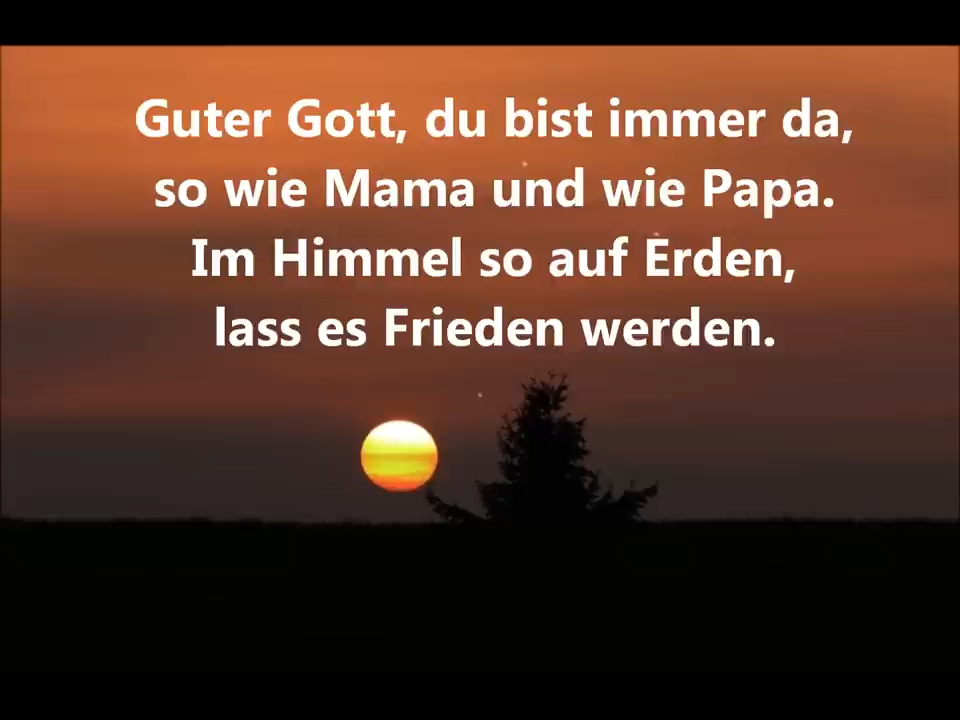 Guter Gott, du bist immer da,
so wie Mama und wie Papa.
Im Himmel so auf Erden,
lass es Frieden werden.